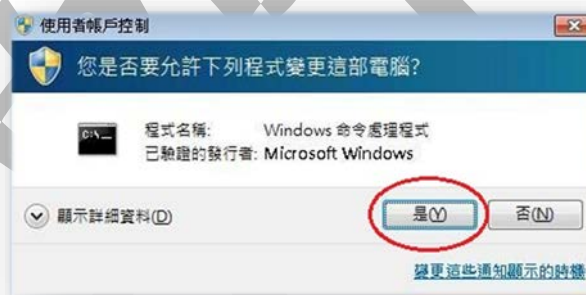 使用者帳戶控制
您是否要允許下列程式變更這部電腦?
C:\_
程式名稱: Windows 命令處理程式
已驗證的發行者: Microsoft Windows
顯示詳細資料(D)
是(Y)
否(N)
變更這些通知顯示的時機